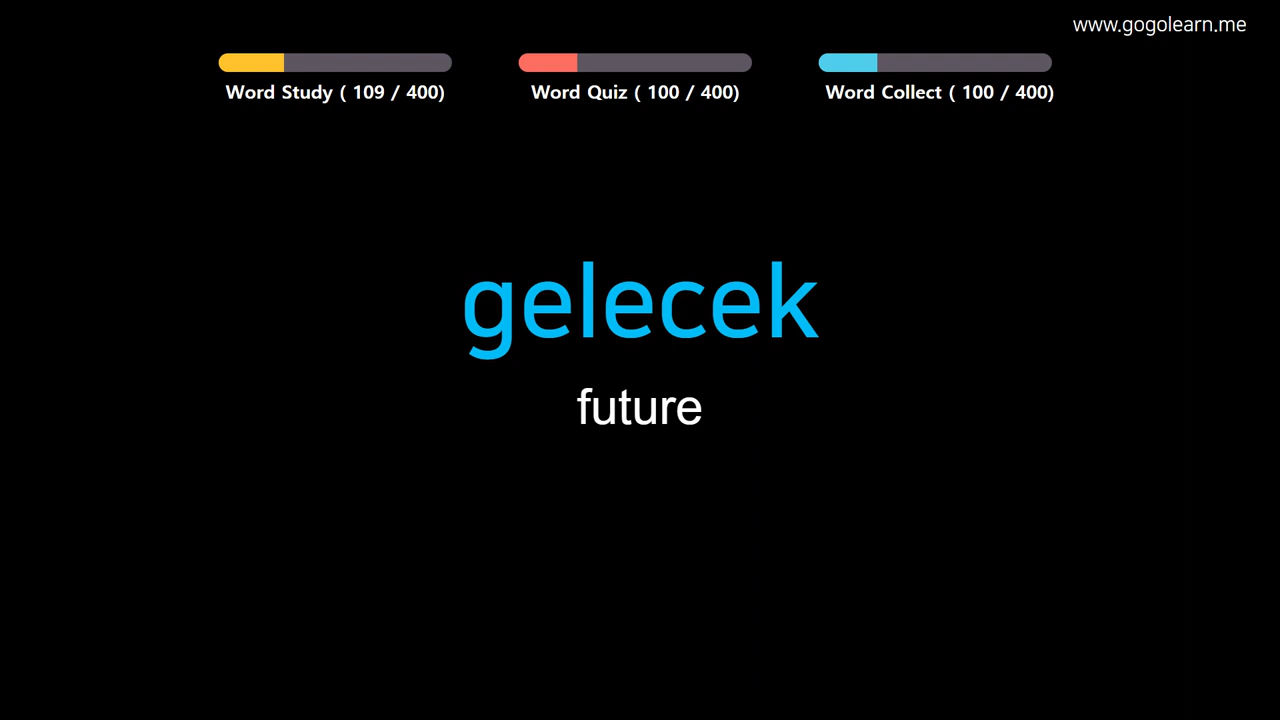 www.gogolearn.me
Word Study ( 109 / 400)
Word Quiz ( 100 / 400)
Word Collect ( 100 / 400)
gelecek
future